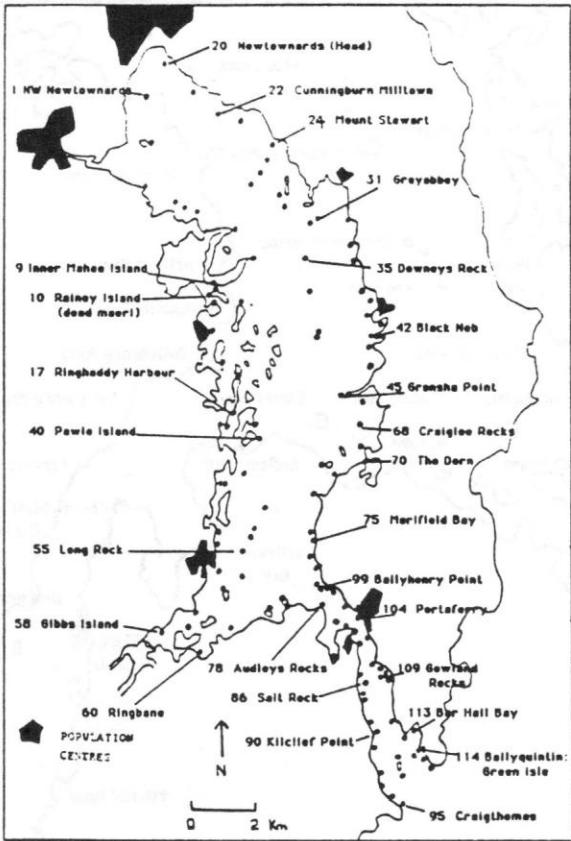 20 Newtownards (Head)
1 NW Newtownards
22 Cunningburn Milltown
24 Mount Stewart
31 Greyabbey
9 Inner Mahee Island
35 Downeys Rock
10 Rainey Island
(dead maerl)
42 Black Neb
17 Ringhaddy Harbour
45 Gransha Point
40 Pawle Island
68 Craiglee Rocks
70 The Dorn
75 Marlfield Bay
55 Long Rock
99 Ballyhenry Point
104 Portaferry
58 Gibbs Island
78 Audleys Rocks
109 Gowland
Rocks
86 Salt Rock
60 Ringbane
113 Bar Hall Bay
90 Kilclief Point
114 Ballyquintin:
Green Isle
POPULATION
CENTRES
N
95 Craigthomas
0 2 Km